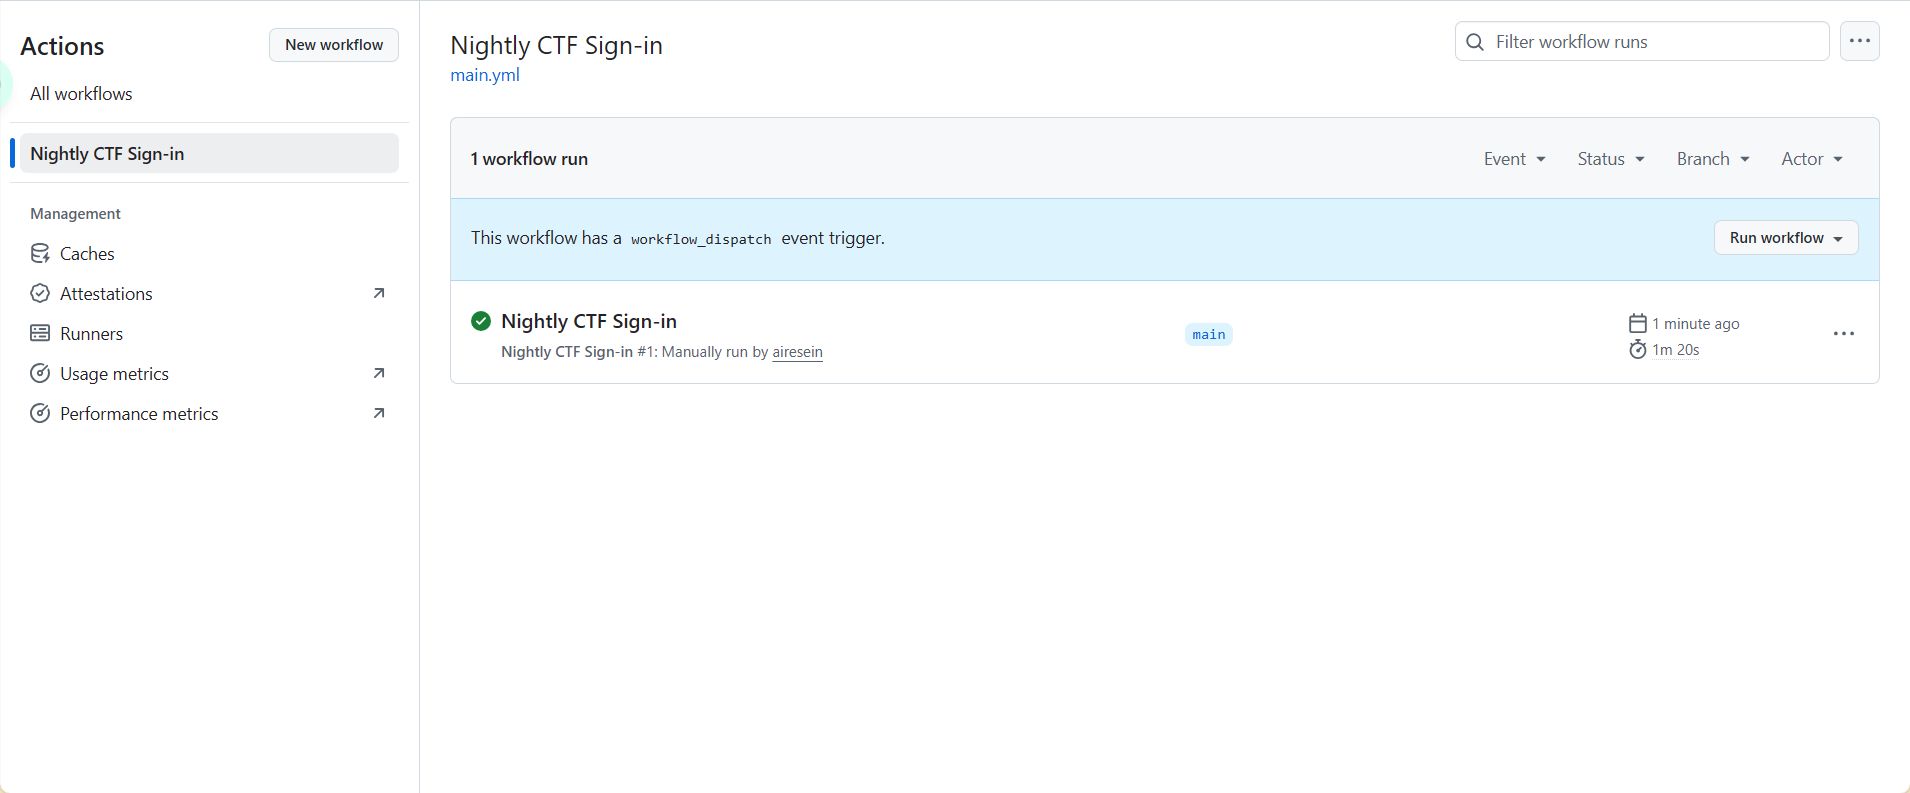 Actions
New workflow
All workflows
Nightly CTF Sign-in
Management
Caches
Attestations
Runners
Usage metrics
Performance metrics
Nightly CTF Sign-in
main.yml
Filter workflow runs
1 workflow run
Event
Status
Branch
Actor
This workflow has a workflow_dispatch event trigger.
Run workflow
Nightly CTF Sign-in
Nightly CTF Sign-in #1: Manually run by airesein
main
1 minute ago
1m 20s